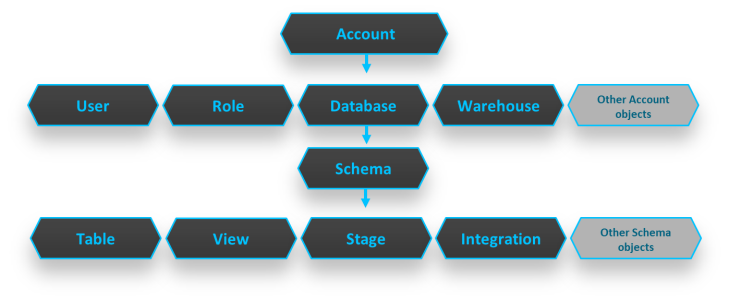 Account
User
Role
Database
Warehouse
Other Account
objects
Schema
Table
View
Stage
Integration
Other Schema
objects